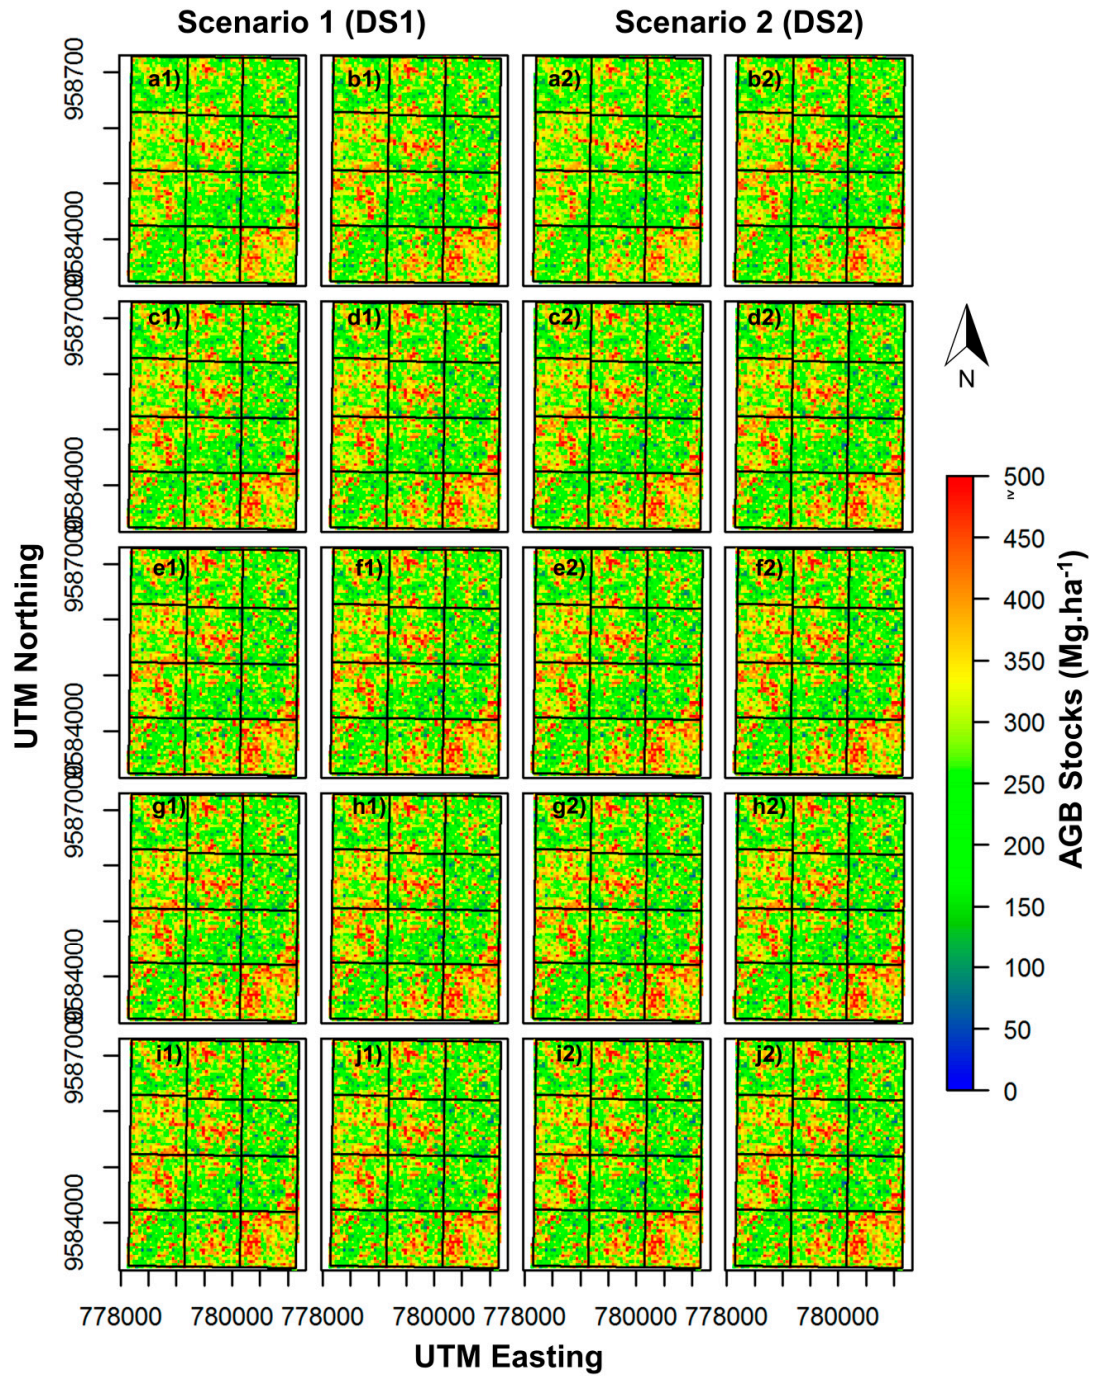 Scenario 1 (DS1)
Scenario 2 (DS2)
a1)
b1)
a2)
b2)
c1)
d1)
c2)
d2)
e1)
f1)
e2)
f2)
g1)
h1)
g2)
h2)
i1)
j1)
i2)
j2)
UTM Northing
958700
9584000
9587000
9584000
9587000
9584000
9587000
9584000
9587000
9584000
778000
780000
778000
780000
778000
780000
778000
780000
UTM Easting
N
≥
500
450
400
350
300
250
200
150
100
50
0
AGB Stocks (Mg.ha⁻¹)